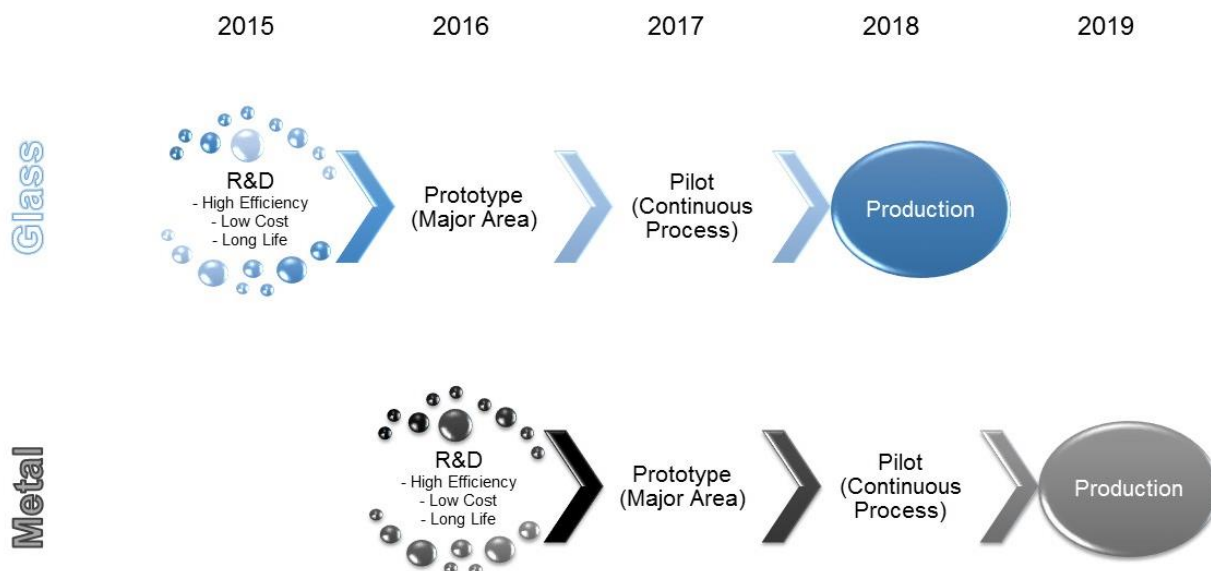 2015 2016 2017 2018 2019
Glass
R&D
- High Efficiency
- Low Cost
- Long Life
Prototype
(Major Area)
Pilot
(Continuous
Process)
Production
Metal
R&D
- High Efficiency
- Low Cost
- Long Life
Prototype
(Major Area)
Pilot
(Continuous
Process)
Production